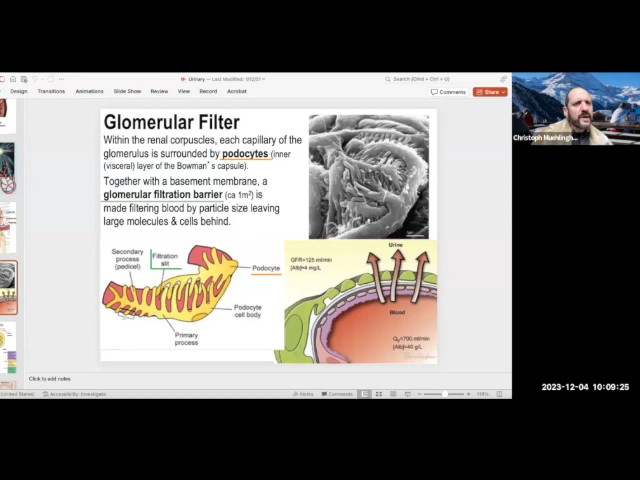 Urinary — Last Modified: 1/12/21
Search (Cmd + Ctrl + U)
Design Transitions Animations Slide Show Review View Record Acrobat
Comments Share
Glomerular Filter
Within the renal corpuscles, each capillary of the
glomerulus is surrounded by podocytes (inner
(visceral) layer of the Bowman's capsule).
Together with a basement membrane, a
glomerular filtration barrier (ca 1m²) is
made filtering blood by particle size leaving
large molecules & cells behind.
Secondary
process
(pedicel)
Filtration
slit
Podocyte
Podocyte
cell body
Primary
process
Urine
GFR=125 ml/min
[Alb]=4 mg/L
Blood
=700 ml/min
[Alb]=40 g/L
Click to add notes
(United States) Accessibility: Investigate
Notes Comments
Christoph Muehlingh...
2023-12-04 10:09:25